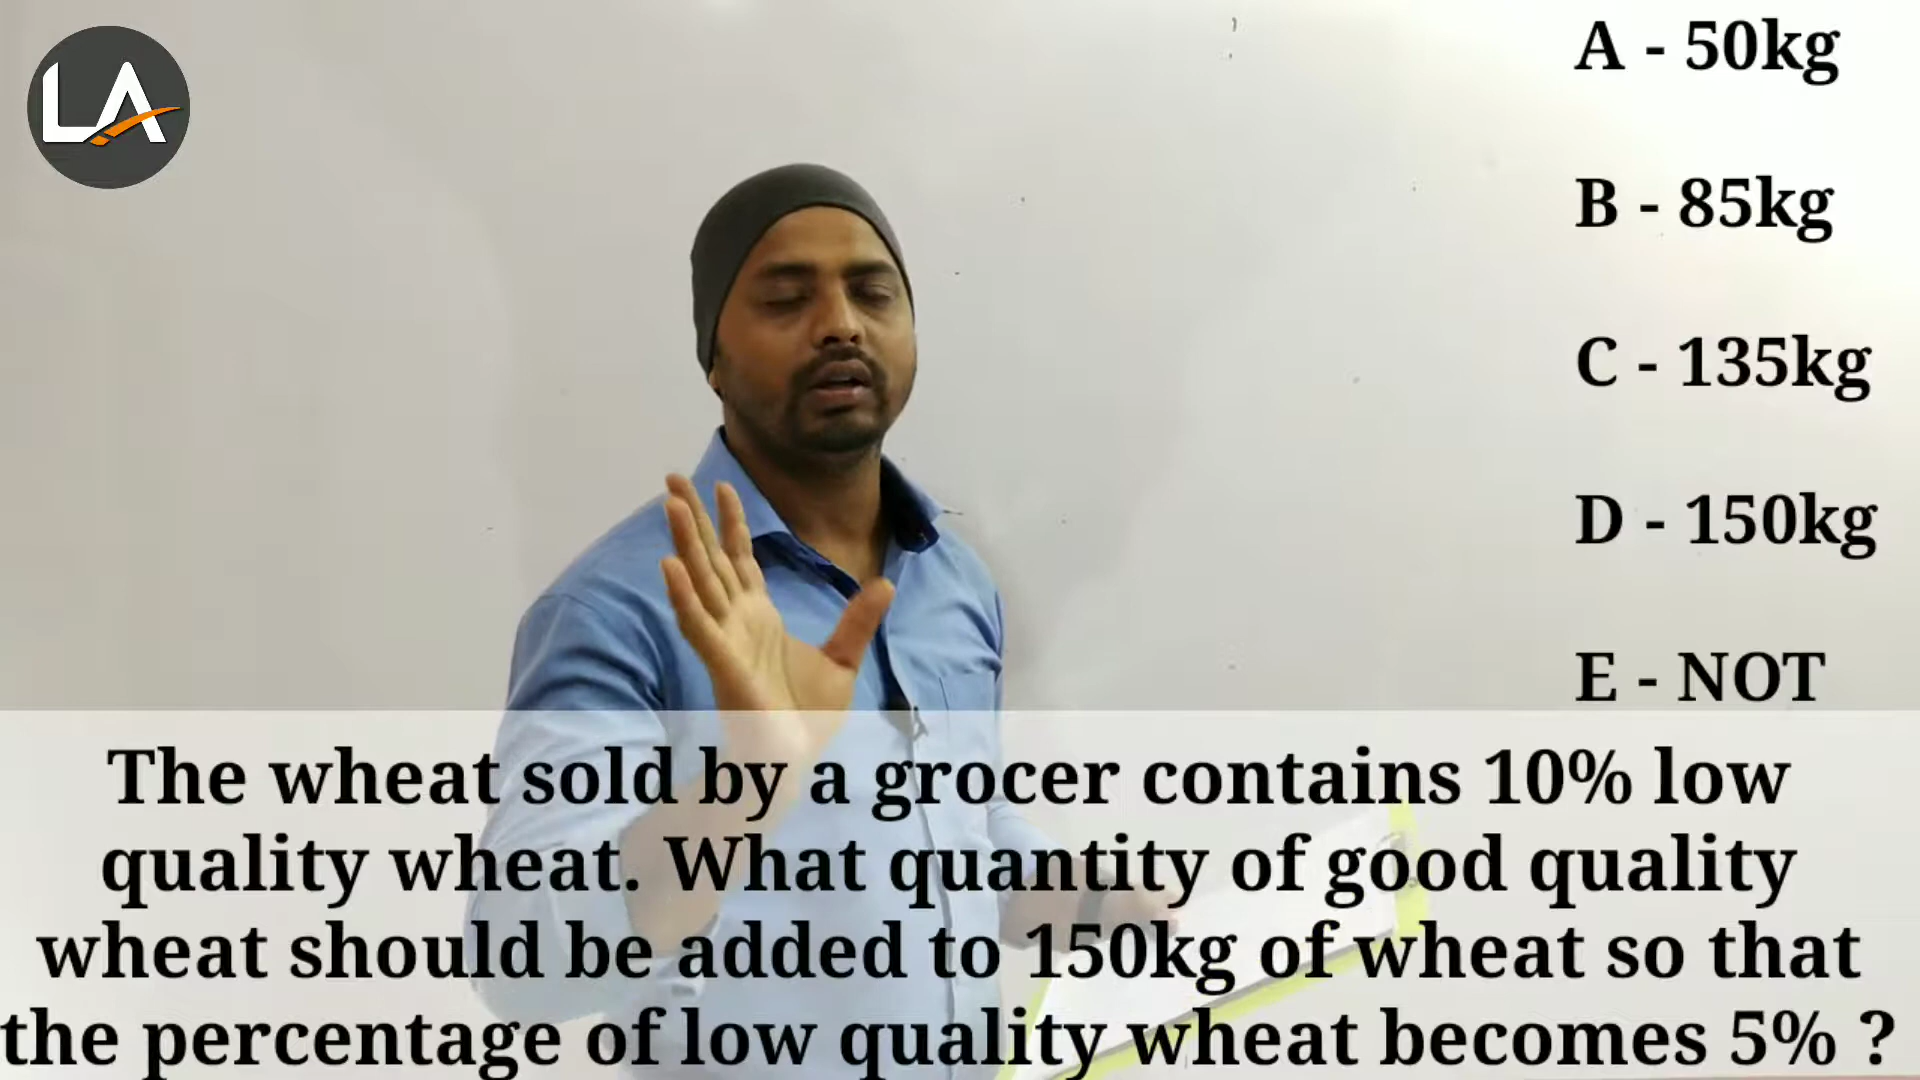 LA
A - 50kg
B - 85kg
C - 135kg
D - 150kg
E - NOT
The wheat sold by a grocer contains 10% low
quality wheat. What quantity of good quality
wheat should be added to 150kg of wheat so that
the percentage of low quality wheat becomes 5% ?